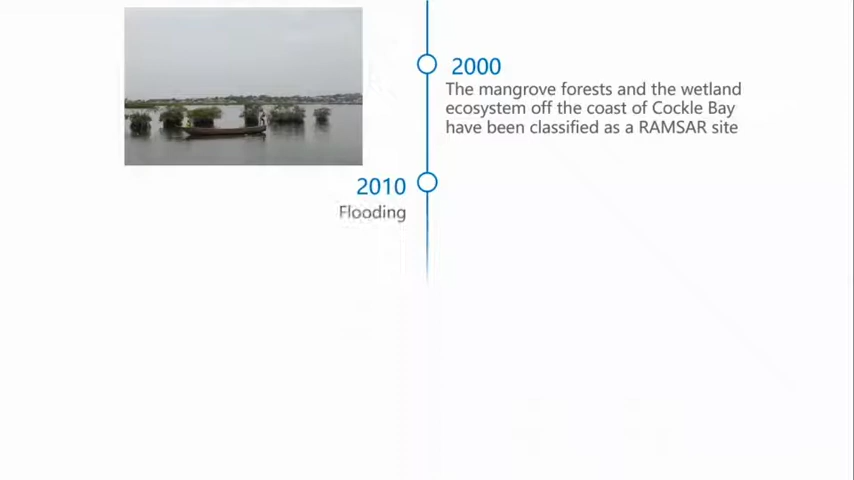 2000
The mangrove forests and the wetland
ecosystem off the coast of Cockle Bay
have been classified as a RAMSAR site
2010
Flooding